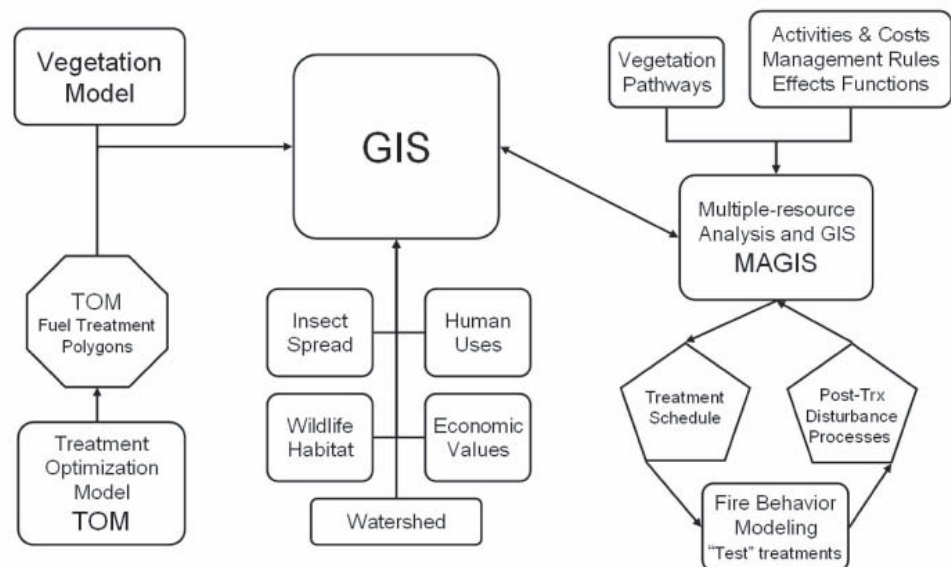 Vegetation
Model
GIS
Vegetation
Pathways
Activities & Costs
Management Rules
Effects Functions
Multiple-resource
Analysis and GIS
MAGIS
TOM
Fuel Treatment
Polygons
Treatment
Optimization
Model
TOM
Insect
Spread
Human
Uses
Wildlife
Habitat
Economic
Values
Watershed
Treatment
Schedule
Post-Trx
Disturbance
Processes
Fire Behavior
Modeling
"Test" treatments